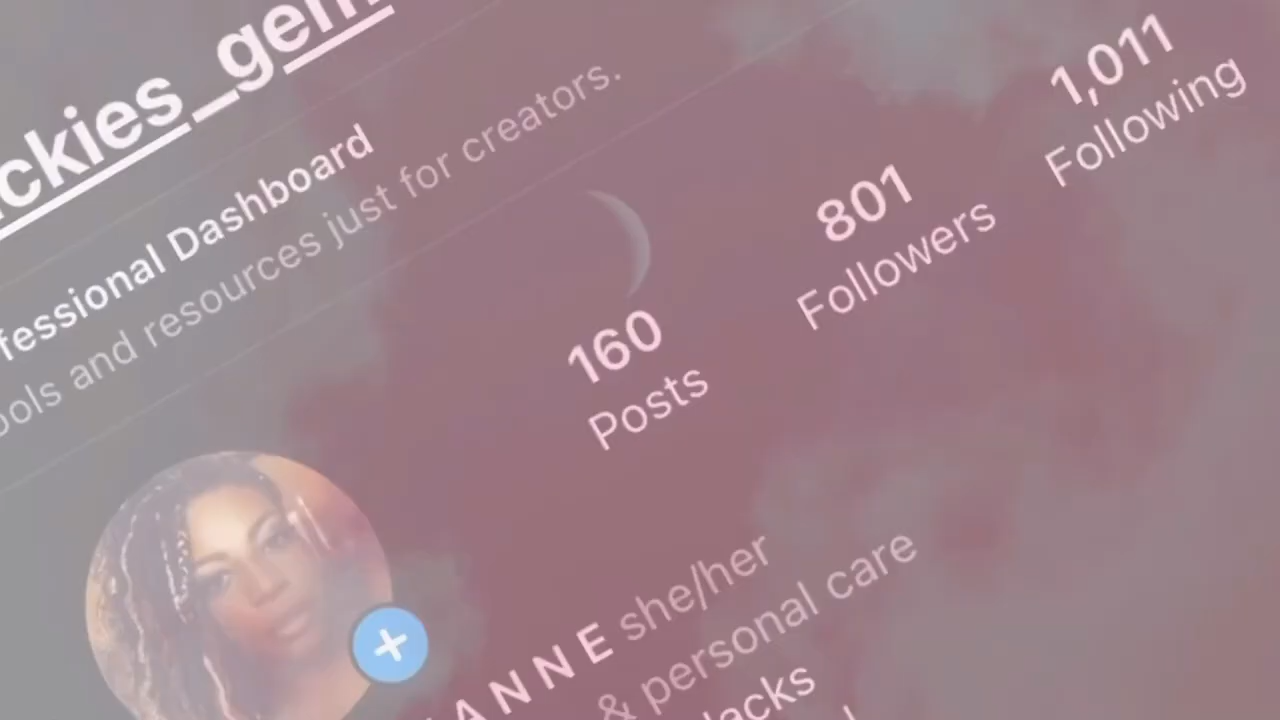 ckies_gem
fessional Dashboard
ools and resources just for creators.
160
Posts
801
Followers
1,011
Following
ANNE she/her
& personal care
lacks